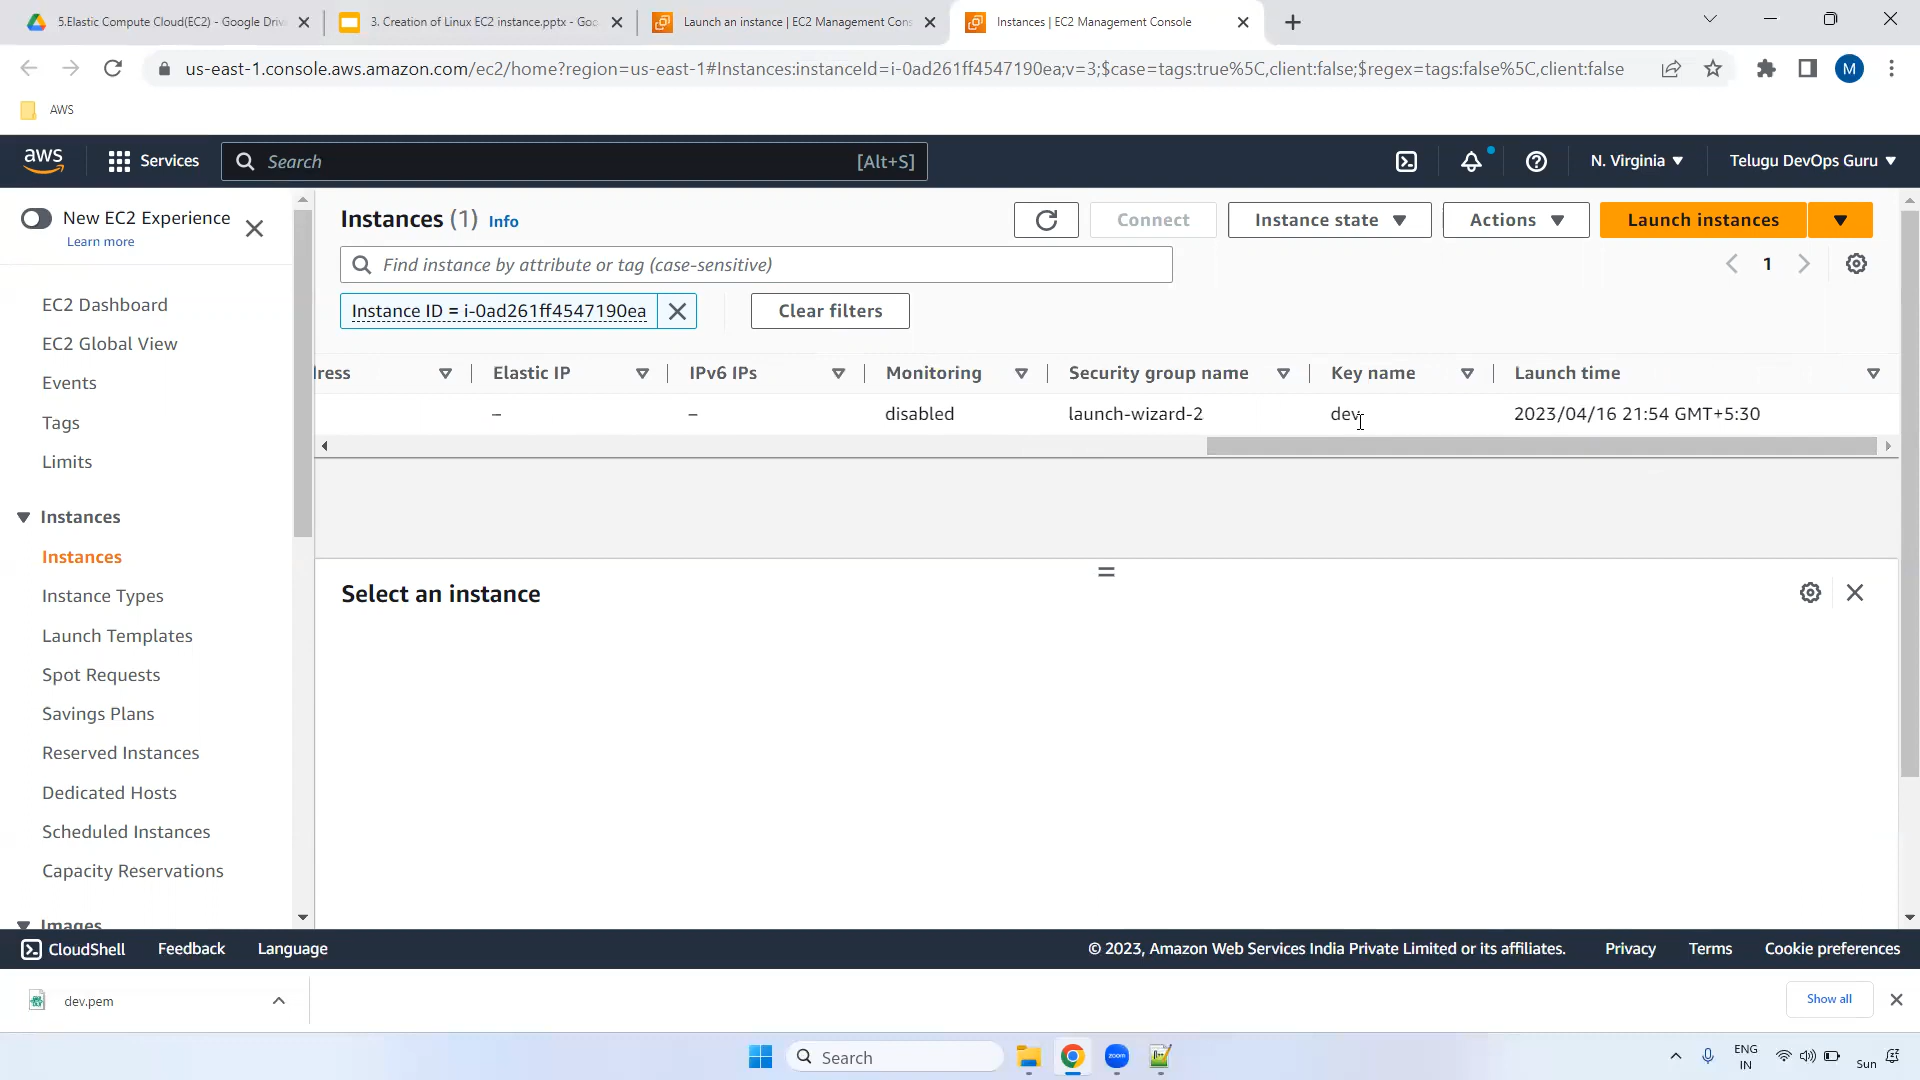 5.Elastic Compute Cloud(EC2) - Google Driv
3. Creation of Linux EC2 instance.pptx - Goo
Launch an instance | EC2 Management Cons
Instances | EC2 Management Console
us-east-1.console.aws.amazon.com/ec2/home?region=us-east-1#Instances:instanceId=i-0ad261ff4547190ea;v=3;$case=tags:true%5C,client:false;$regex=tags:false%5C,client:false
M
AWS
aws
Services
Search
[Alt+S]
N. Virginia
Telugu DevOps Guru
New EC2 Experience
Learn more
EC2 Dashboard
EC2 Global View
Events
Tags
Limits
Instances
Instances
Instance Types
Launch Templates
Spot Requests
Savings Plans
Reserved Instances
Dedicated Hosts
Scheduled Instances
Capacity Reservations
Images
Instances (1) Info
Connect
Instance state
Actions
Launch instances
Find instance by attribute or tag (case-sensitive)
1
Instance ID = i-0ad261ff4547190ea
Clear filters
dress Elastic IP IPv6 IPs Monitoring Security group name Key name Launch time
– – disabled launch-wizard-2 dev 2023/04/16 21:54 GMT+5:30
Select an instance
CloudShell
Feedback
Language
© 2023, Amazon Web Services India Private Limited or its affiliates.
Privacy
Terms
Cookie preferences
dev.pem
Show all
Search
zoom
ENG
IN
Sun